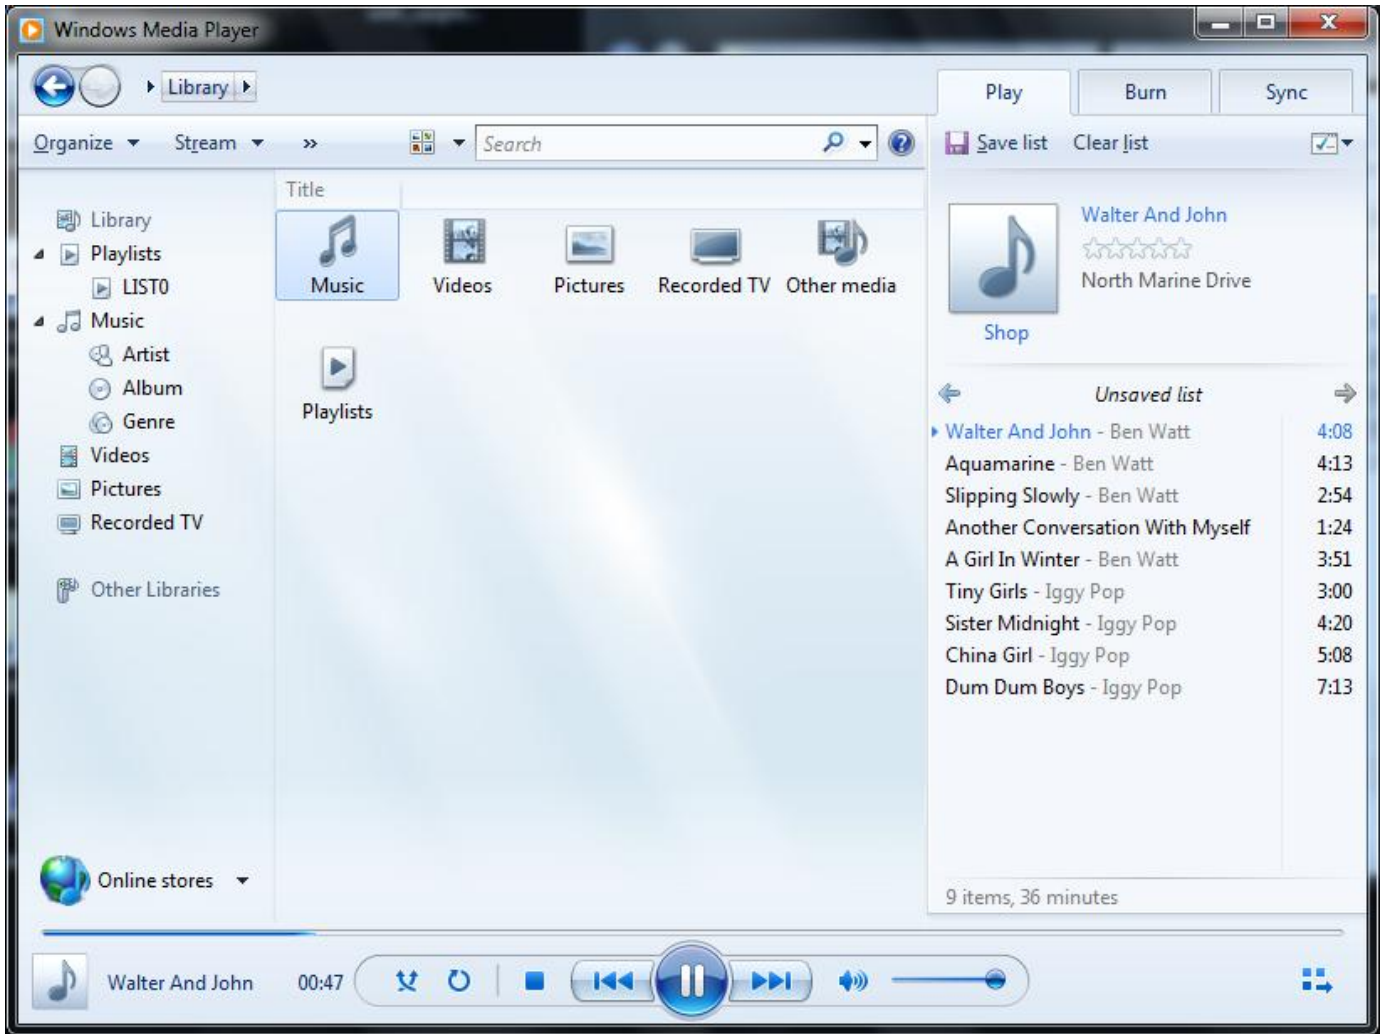 Windows Media Player
Library
Play
Burn
Sync
Organize
Stream
»
Search
Save list
Clear list
Title
Library
Playlists
LIST0
Music
Artist
Album
Genre
Videos
Pictures
Recorded TV
Other Libraries
Online stores
Music
Videos
Pictures
Recorded TV
Other media
Playlists
Walter And John
North Marine Drive
Shop
Unsaved list
Walter And John - Ben Watt 4:08
Aquamarine - Ben Watt 4:13
Slipping Slowly - Ben Watt 2:54
Another Conversation With Myself 1:24
A Girl In Winter - Ben Watt 3:51
Tiny Girls - Iggy Pop 3:00
Sister Midnight - Iggy Pop 4:20
China Girl - Iggy Pop 5:08
Dum Dum Boys - Iggy Pop 7:13
9 items, 36 minutes
Walter And John 00:47